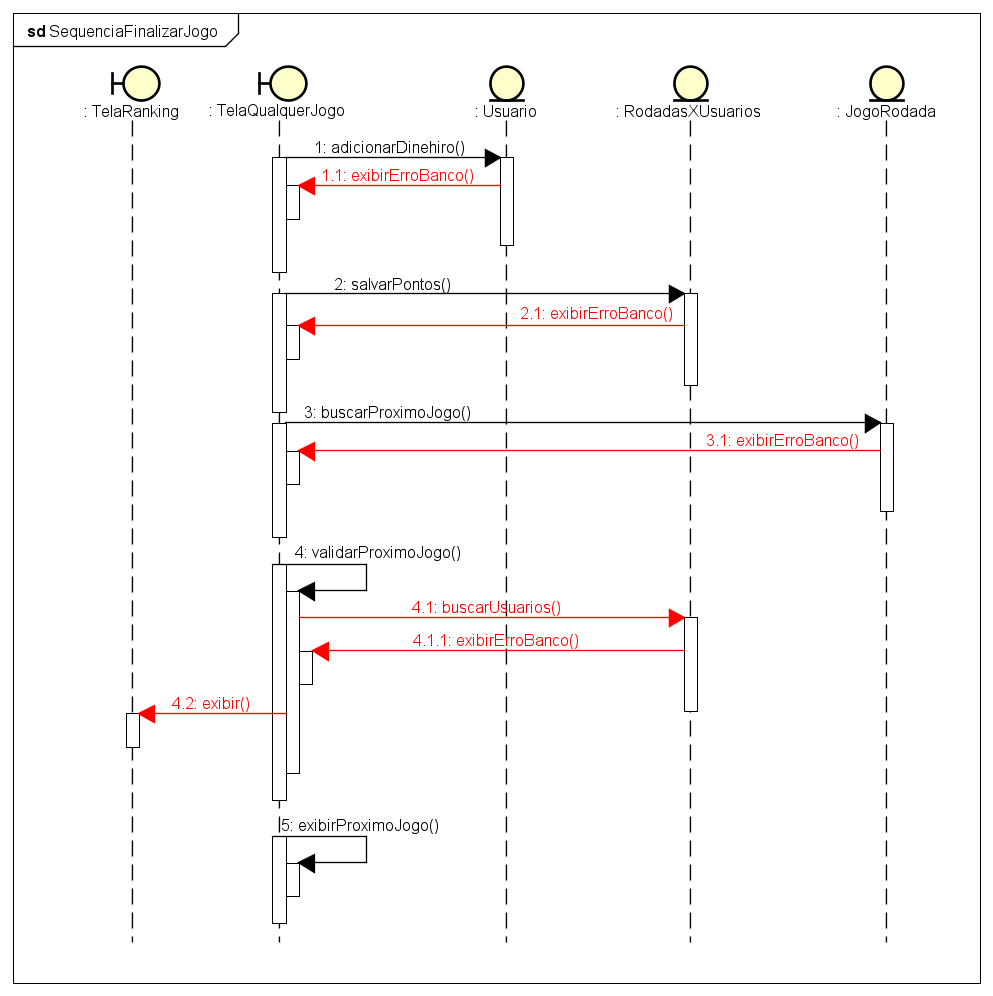 sd SequenciaFinalizarJogo
: TelaRanking
: TelaQualquerJogo
: Usuario
: RodadasXUsuarios
: JogoRodada
1: adicionarDinehiro()
1.1: exibirErroBanco()
2: salvarPontos()
2.1: exibirErroBanco()
3: buscarProximoJogo()
3.1: exibirErroBanco()
4: validarProximoJogo()
4.1: buscarUsuarios()
4.1.1: exibirErroBanco()
4.2: exibir()
5: exibirProximoJogo()